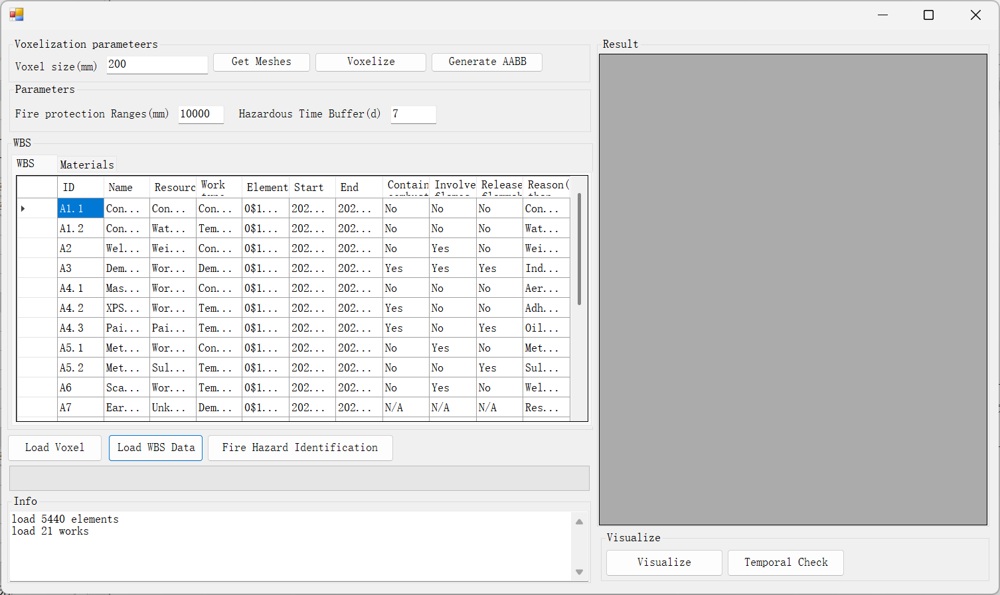 Voxelization parameteers
Voxel size(mm) 200 Get Meshes Voxelize Generate AABB
Parameters
Fire protection Ranges(mm) 10000 Hazardous Time Buffer(d) 7
WBS
WBS Materials
ID Name Resourc Work Element Start End Contain Involve Release Reason(
A1.1 Con... Con... Con... 0$1... 202... 202... No No No Con...
A1.2 Con... Wat... Tem... 0$1... 202... 202... No No No Wat...
A2 Wel... Wei... Con... 0$1... 202... 202... No Yes No Wei...
A3 Dem... Wor... Dem... 0$1... 202... 202... Yes Yes Yes Ind...
A4.1 Mas... Wor... Con... 0$1... 202... 202... No No No Aer...
A4.2 XPS... Wor... Tem... 0$1... 202... 202... Yes No No Adh...
A4.3 Pai... Pai... Tem... 0$1... 202... 202... Yes No Yes Oil...
A5.1 Met... Wor... Con... 0$1... 202... 202... No Yes No Met...
A5.2 Met... Sul... Tem... 0$1... 202... 202... No No Yes Sul...
A6 Sca... Wor... Tem... 0$1... 202... 202... No Yes No Wel...
A7 Ear... Unk... Dem... 0$1... 202... 202... N/A N/A N/A Res...
Load Voxel Load WBS Data Fire Hazard Identification
Info
load 5440 elements
load 21 works
Result
Visualize
Visualize Temporal Check